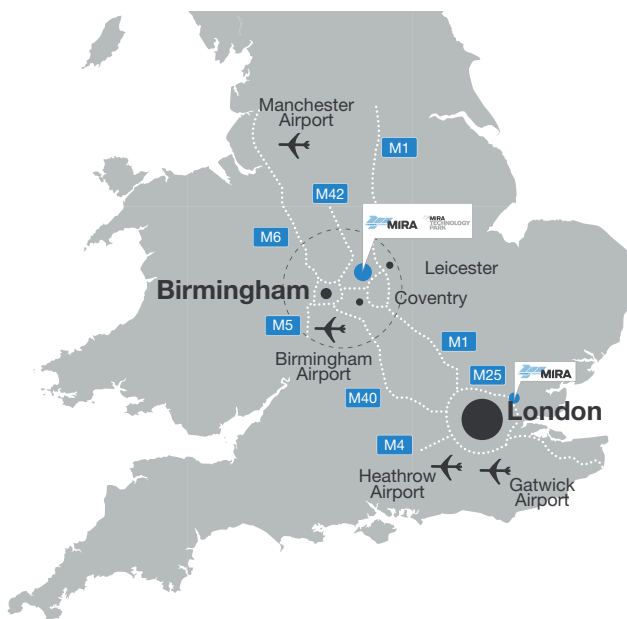 Manchester
Airport
M1
M42
MIRA
MIRA
TECHNOLOGY
PARK
M6
Leicester
Birmingham
Coventry
M5
M1
Birmingham
Airport
M25
MIRA
M40
London
M4
Heathrow
Airport
Gatwick
Airport